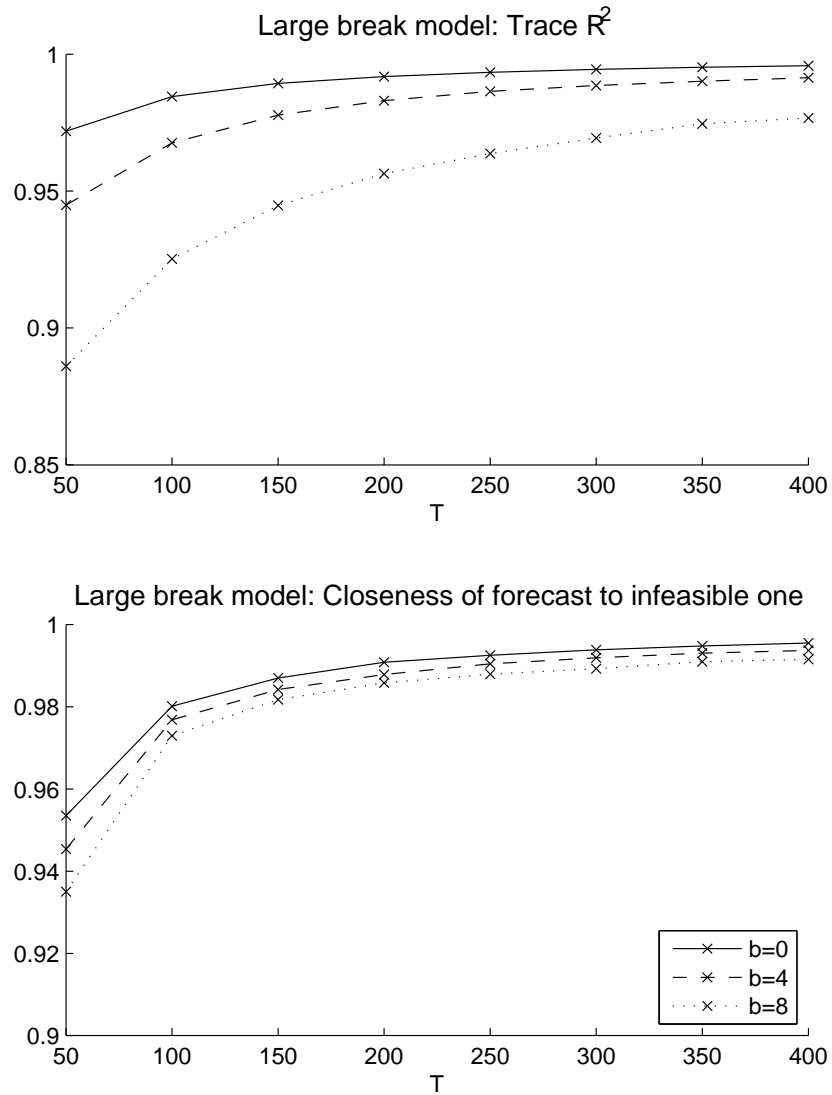 Large break model: Trace R²
1
0.95
0.9
0.85
50 100 150 200 250 300 350 400
T
Large break model: Closeness of forecast to infeasible one
1
0.98
0.96
0.94
0.92
0.9
b=0
b=4
b=8
50 100 150 200 250 300 350 400
T